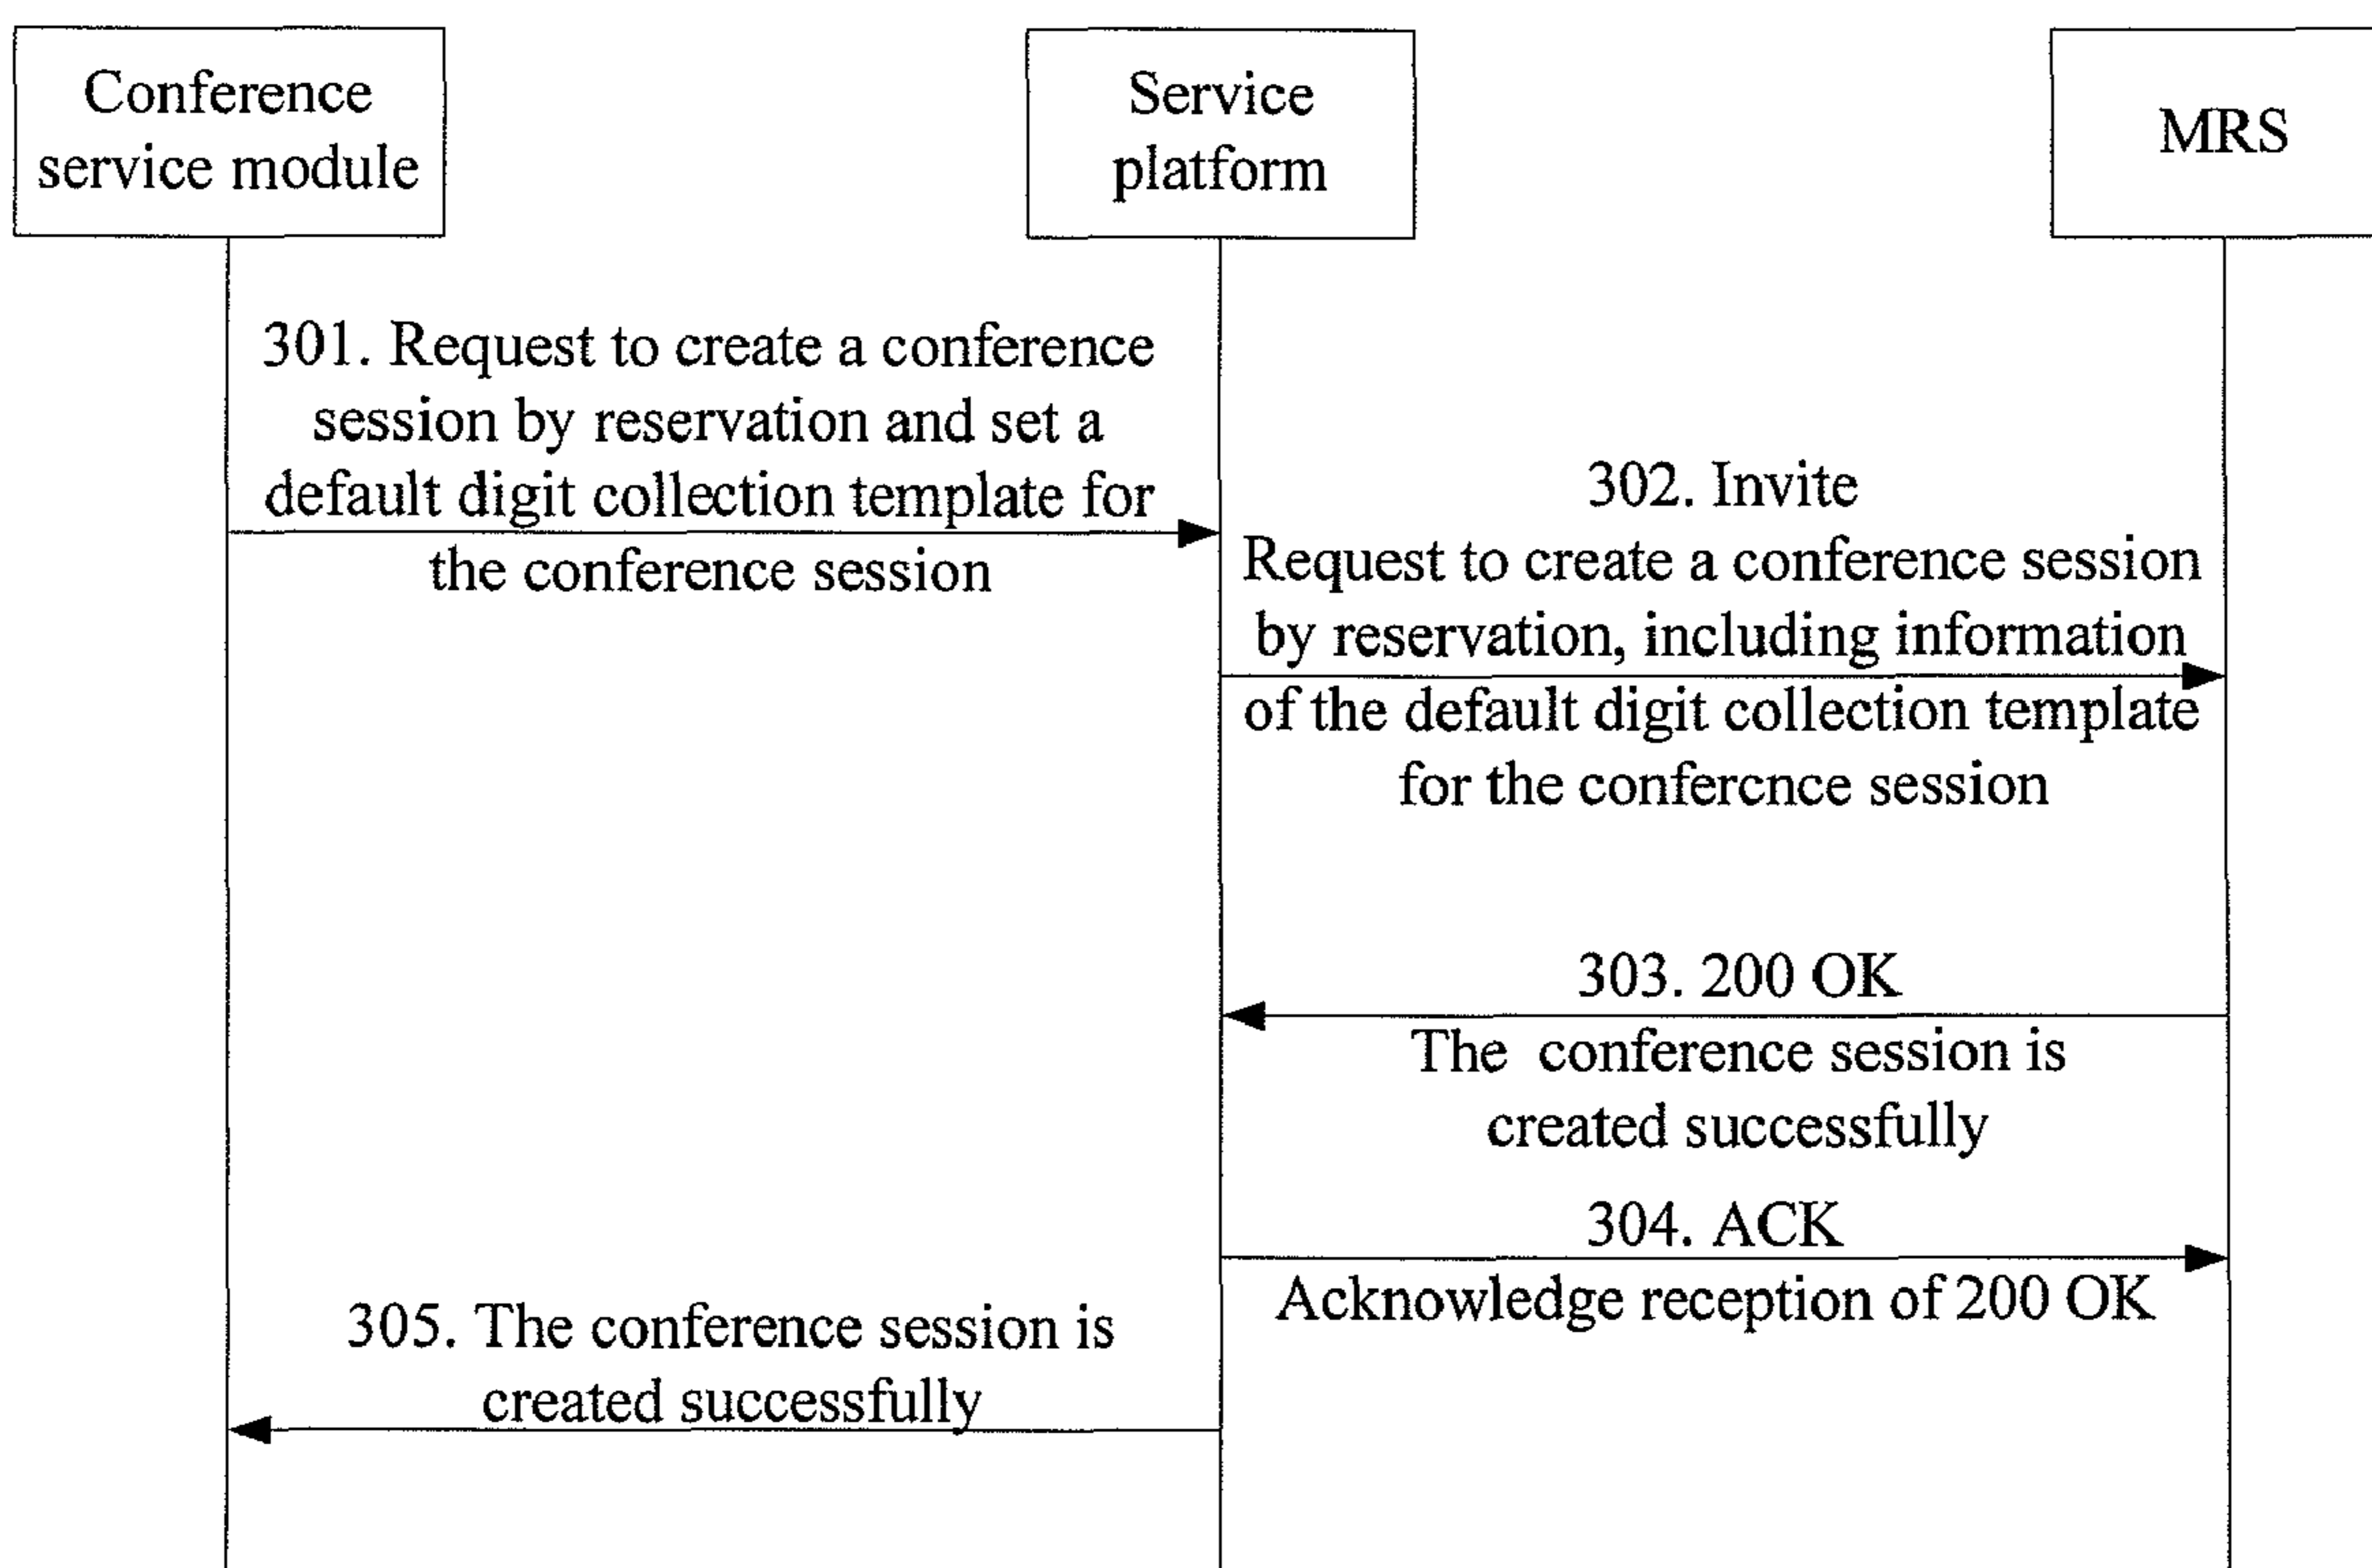 Conference
service module
Service
platform
MRS
301. Request to create a conference
session by reservation and set a
default digit collection template for
the conference session
302. Invite
Request to create a conference session
by reservation, including information
of the default digit collection template
for the conference session
303. 200 OK
The conference session is
created successfully
304. ACK
Acknowledge reception of 200 OK
305. The conference session is
created successfully